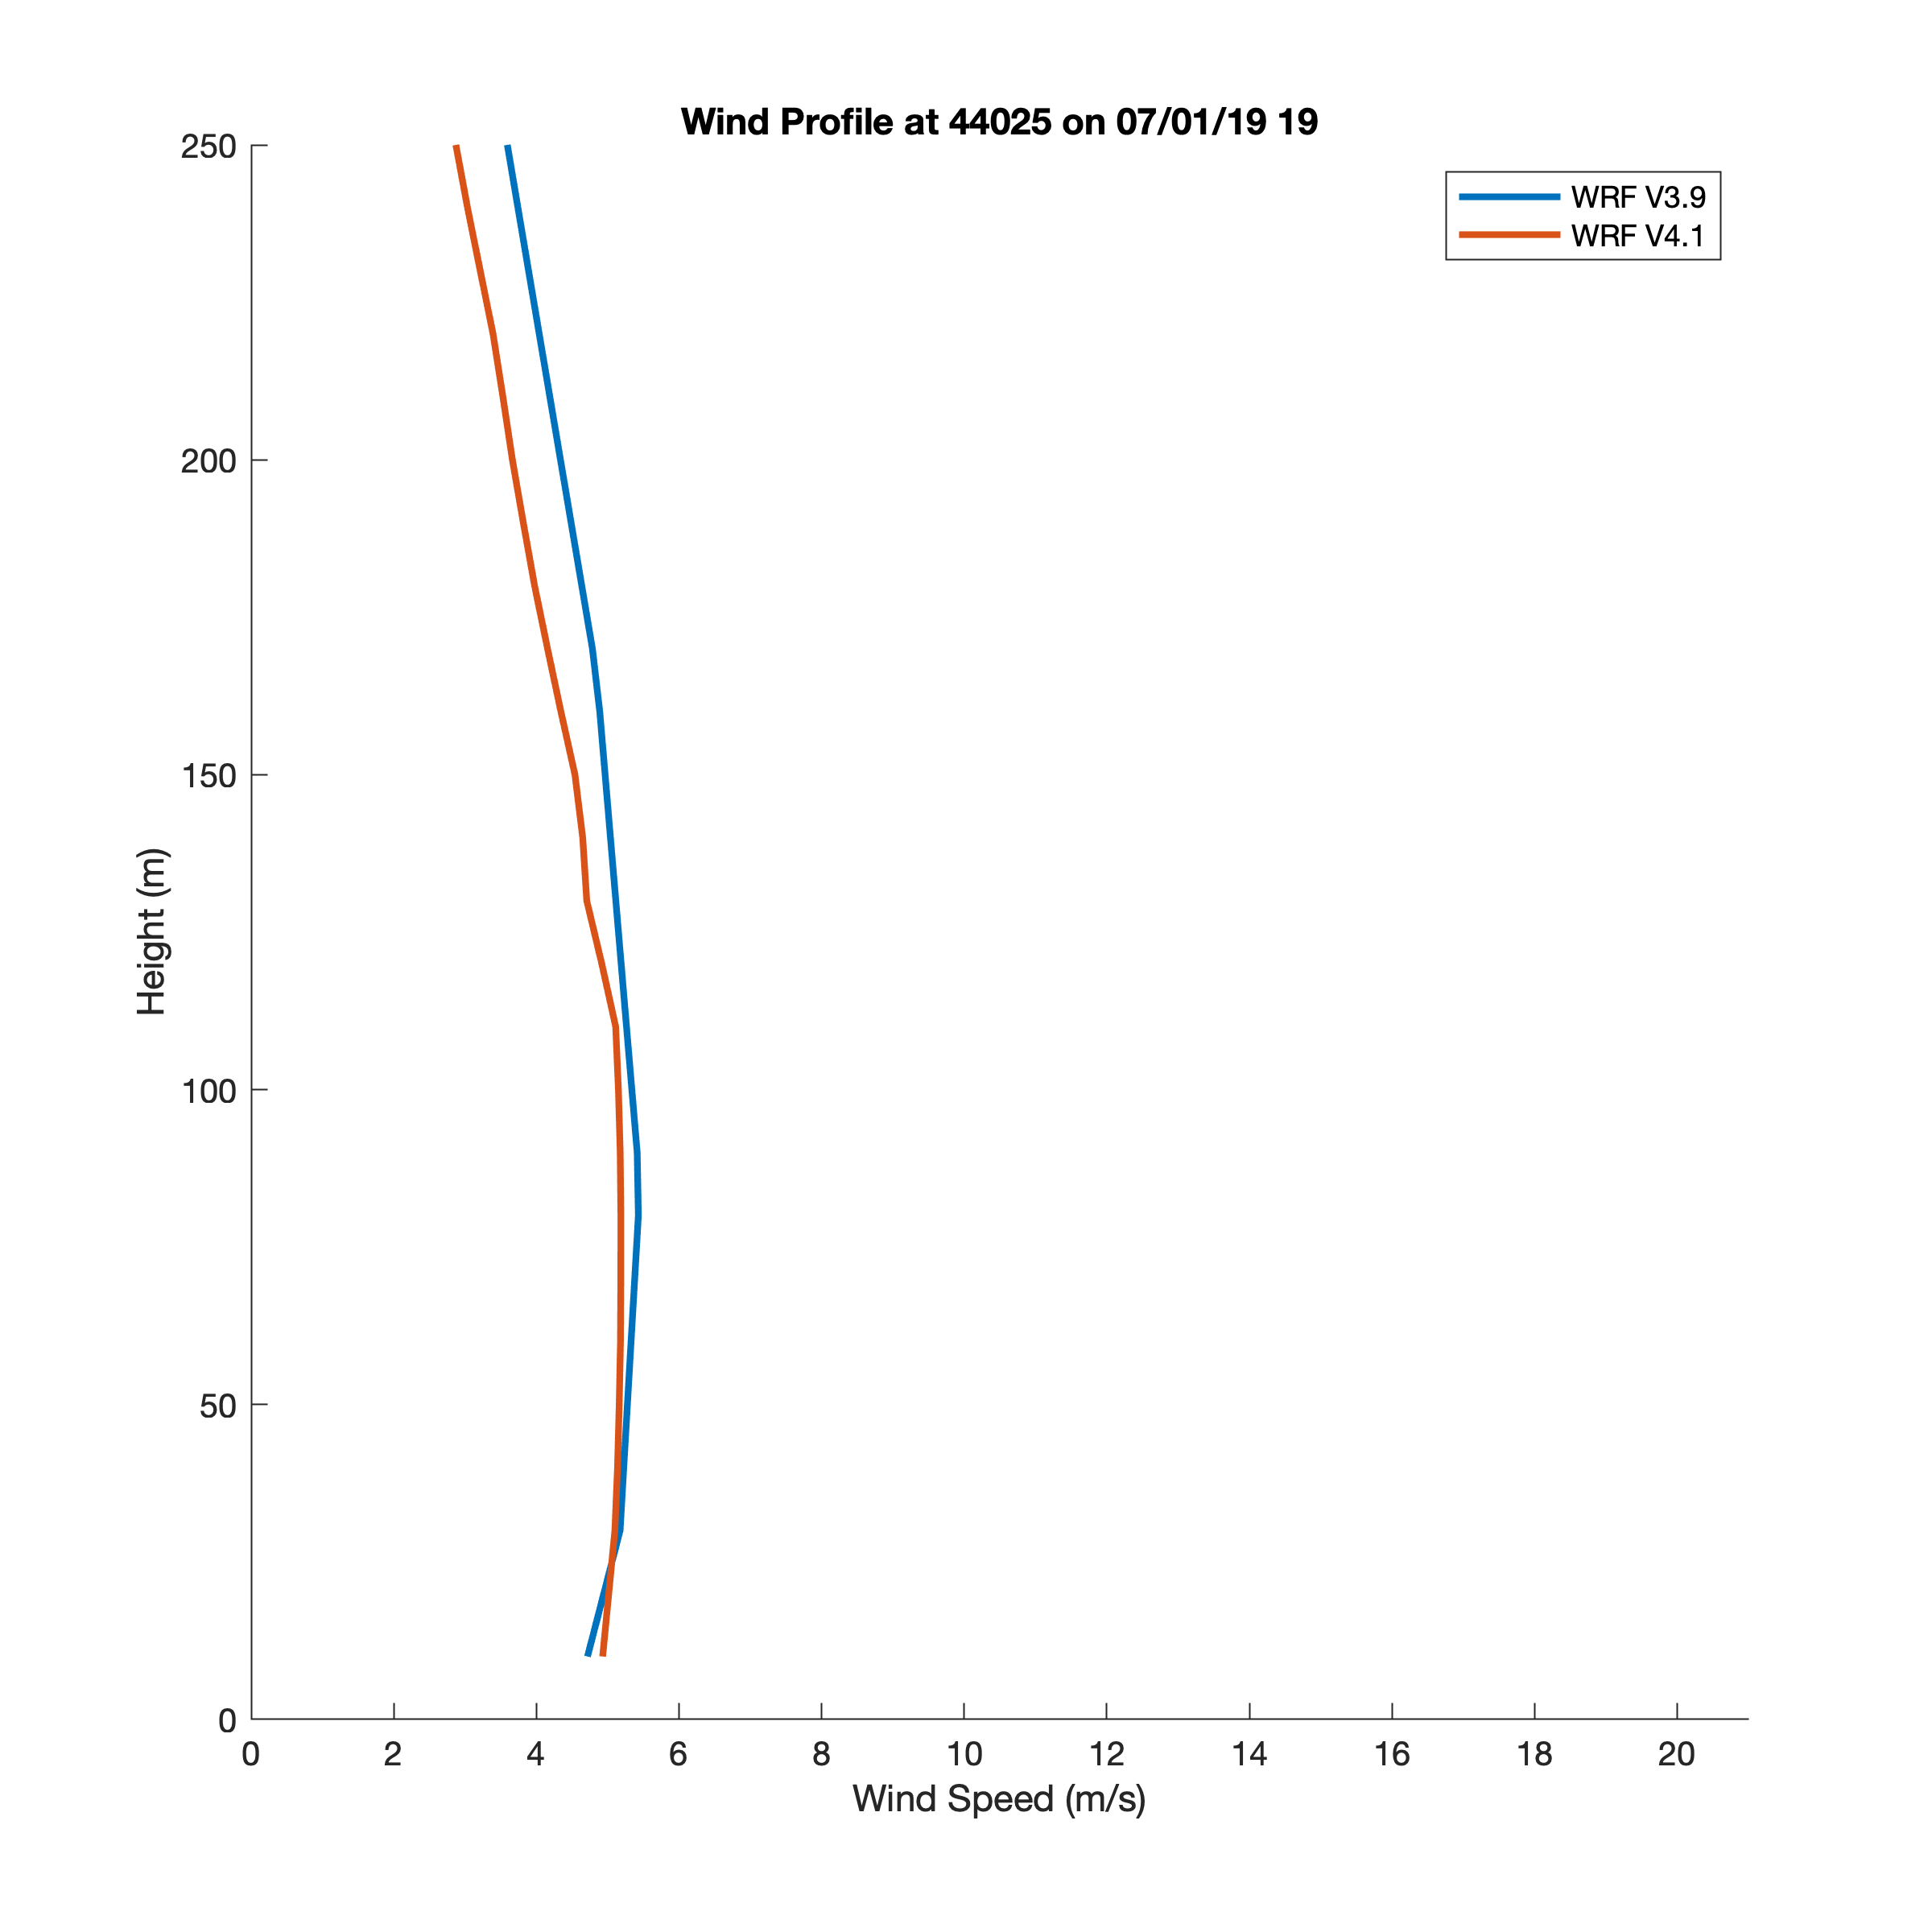 Wind Profile at 44025 on 07/01/19 19
WRF V3.9
WRF V4.1
250
200
150
100
50
0
Height (m)
0 2 4 6 8 10 12 14 16 18 20
Wind Speed (m/s)